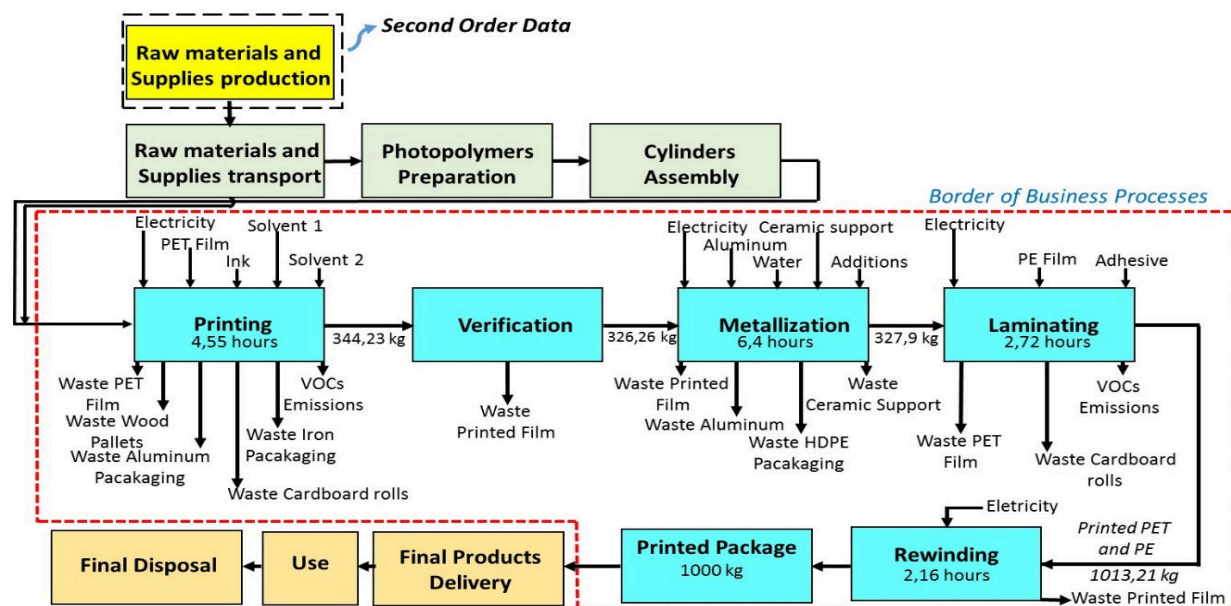 Second Order Data
Raw materials and
Supplies production
Raw materials and
Supplies transport
Photopolymers
Preparation
Cylinders
Assembly
Border of Business Processes
Electricity
PET Film
Ink
Solvent 1
Solvent 2
Electricity
Aluminum
Water
Ceramic support
Additions
Electricity
PE Film
Adhesive
Printing
4,55 hours
344,23 kg
Verification
326,26 kg
Metallization
6,4 hours
327,9 kg
Laminating
2,72 hours
Waste PET
Film
Waste Wood
Pallets
Waste Aluminum
Pacakaging
Waste Cardboard rolls
Waste Iron
Pacakaging
VOCs
Emissions
Waste
Printed Film
Waste Printed
Film
Waste Aluminum
Waste HDPE
Pacakaging
Waste
Ceramic Support
Waste PET
Film
Waste Cardboard
rolls
VOCs
Emissions
Eletricity
Printed PET
and PE
1013,21 kg
Final Disposal
Use
Final Products
Delivery
Printed Package
1000 kg
Rewinding
2,16 hours
Waste Printed Film